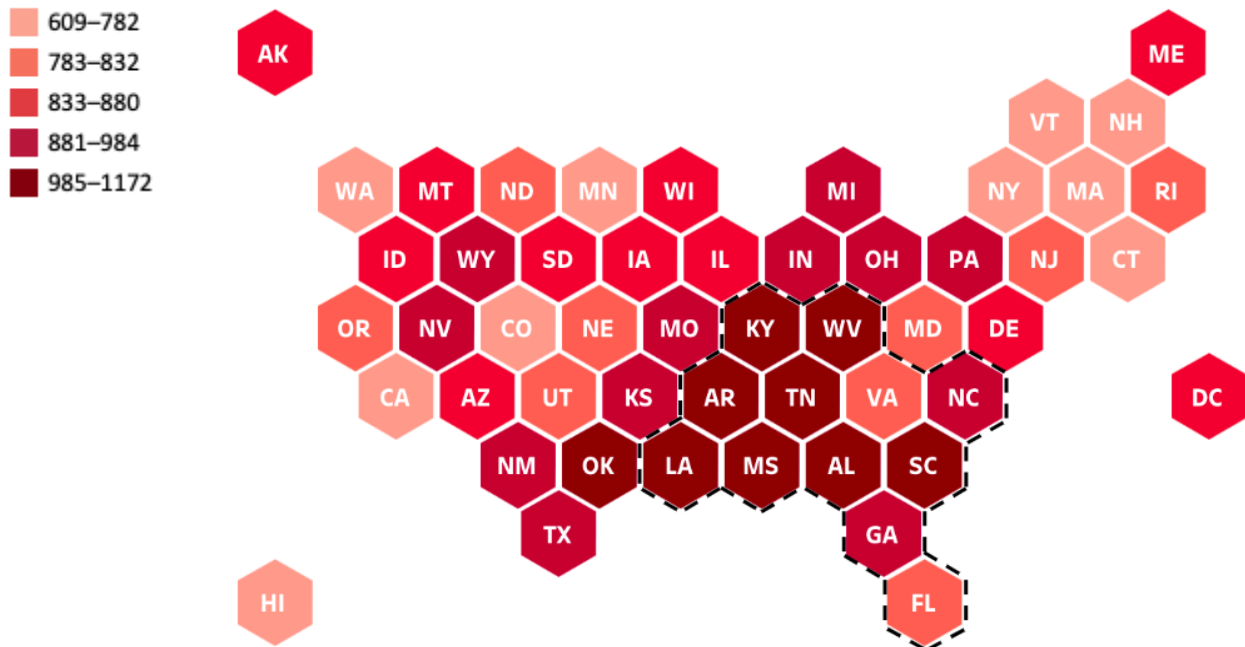 609–782
783–832
833–880
881–984
985–1172
AK ME
VT NH
WA MT ND MN WI MI NY MA RI
ID WY SD IA IL IN OH PA NJ CT
OR NV CO NE MO KY WV MD DE
CA AZ UT KS AR TN VA NC DC
NM OK LA MS AL SC
TX GA
HI FL